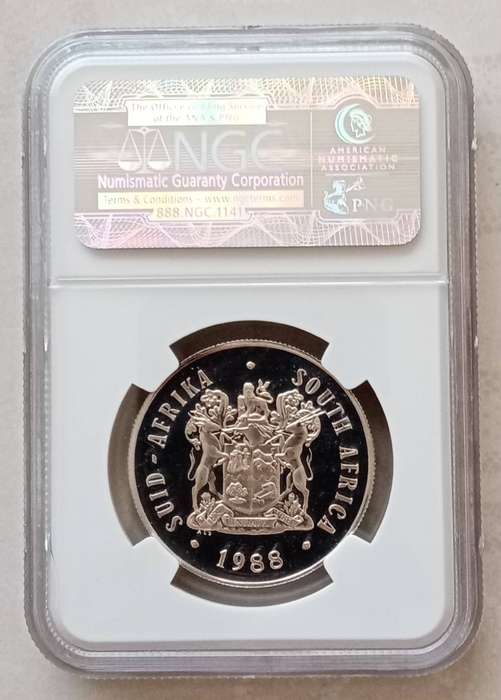 The Official Grading Service
of the ANA & PNG
NGC
Numismatic Guaranty Corporation
Terms & Conditions - www.ngcterms.com
888.NGC.1141
AMERICAN
NUMISMATIC
ASSOCIATION
PNG
SUID-AFRIKA
SOUTH AFRICA
1988